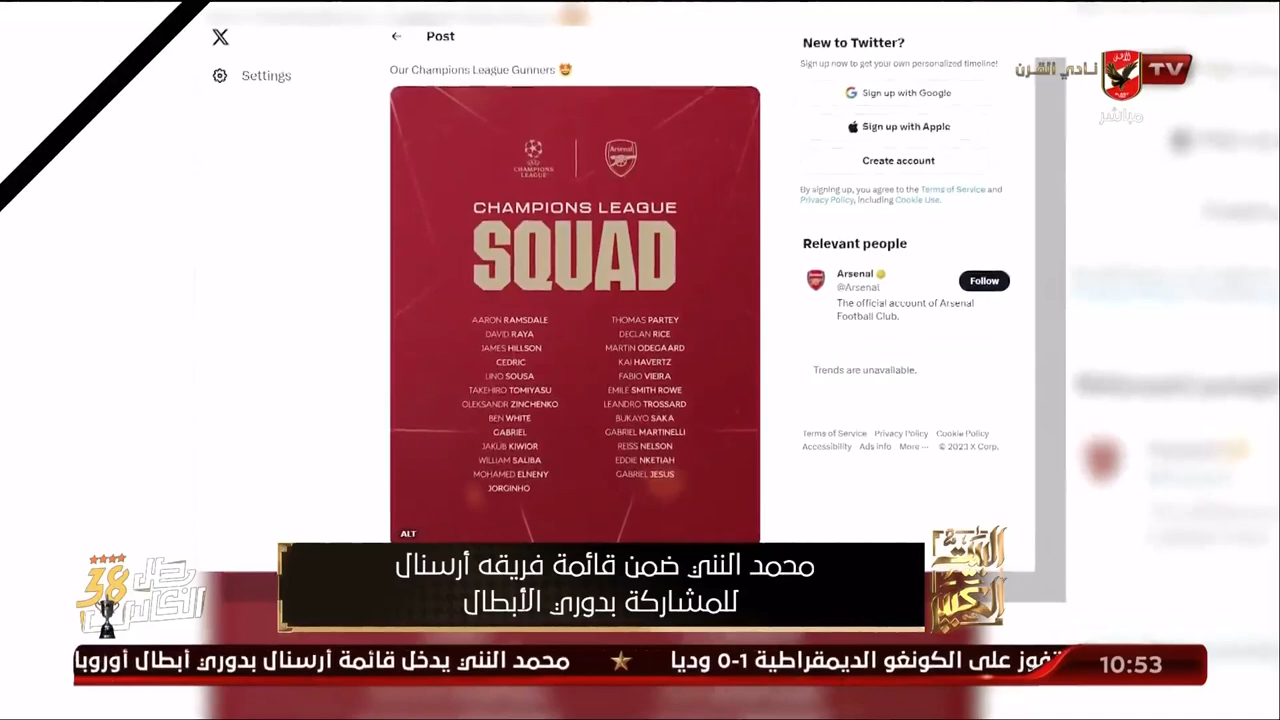 Post
Settings
Our Champions League Gunners 🤩
CHAMPIONS
LEAGUE
Arsenal
CHAMPIONS LEAGUE
SQUAD
AARON RAMSDALE
DAVID RAYA
JAMES HILLSON
CEDRIC
LINO SOUSA
TAKEHIRO TOMIYASU
OLEKSANDR ZINCHENKO
BEN WHITE
GABRIEL
JAKUB KIWIOR
WILLIAM SALIBA
MOHAMED ELNENY
JORGINHO
THOMAS PARTEY
DECLAN RICE
MARTIN ODEGAARD
KAI HAVERTZ
FABIO VIEIRA
EMILE SMITH ROWE
LEANDRO TROSSARD
BUKAYO SAKA
GABRIEL MARTINELLI
REISS NELSON
EDDIE NKETIAH
GABRIEL JESUS
ALT
New to Twitter?
Sign up now to get your own personalized timeline!
Sign up with Google
Sign up with Apple
Create account
By signing up, you agree to the Terms of Service and
Privacy Policy, including Cookie Use.
Relevant people
Arsenal
@Arsenal
Follow
The official account of Arsenal
Football Club.
Trends are unavailable.
Terms of Service Privacy Policy Cookie Policy
Accessibility Ads info More ··· © 2023 X Corp.
نادي القرن
TV
مباشر
محمد النني ضمن قائمة فريقه أرسنال
للمشاركة بدوري الأبطال
البيت
الكبير
بطل
الكاس
38
تفوز على الكونغو الديمقراطية 1-0 وديا
محمد النني يدخل قائمة أرسنال بدوري أبطال أوروبا
10:53